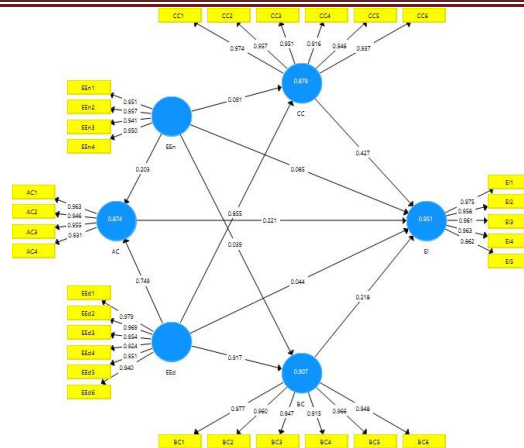 CC1 CC2 CC3 CC4 CC5 CC6
0.974 0.957 0.951 0.916 0.946 0.937
0.879
CC
EEn1
EEn2
EEn3
EEn4
0.951
0.957
0.941
0.950
EEn
0.091
0.203
0.085
0.427
AC1
AC2
AC3
AC4
0.963
0.946
0.955
0.931
0.874
AC
0.855
0.221
0.039
0.951
EI
0.875
0.958
0.961
0.963
0.862
EI1
EI2
EI3
EI4
EI5
0.749
0.044
0.218
EEd1
EEd2
EEd3
EEd4
EEd5
EEd6
0.979
0.969
0.954
0.924
0.951
0.940
EEd
0.917
0.907
BC
0.977 0.960 0.947 0.915 0.966 0.948
BC1 BC2 BC3 BC4 BC5 BC6